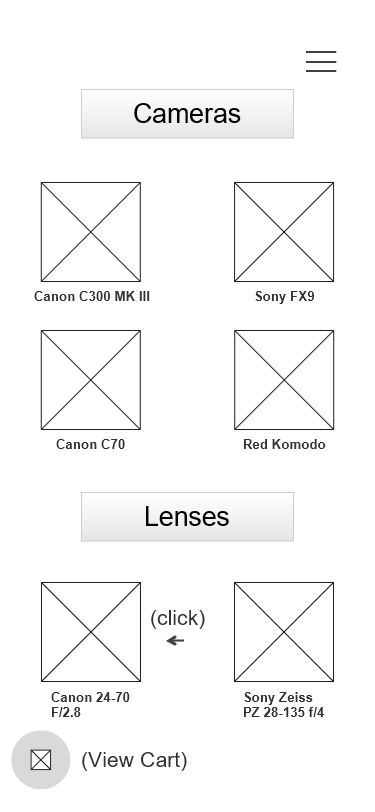 Cameras
Canon C300 MK III
Sony FX9
Canon C70
Red Komodo
Lenses
(click)
Canon 24-70
F/2.8
Sony Zeiss
PZ 28-135 f/4
(View Cart)